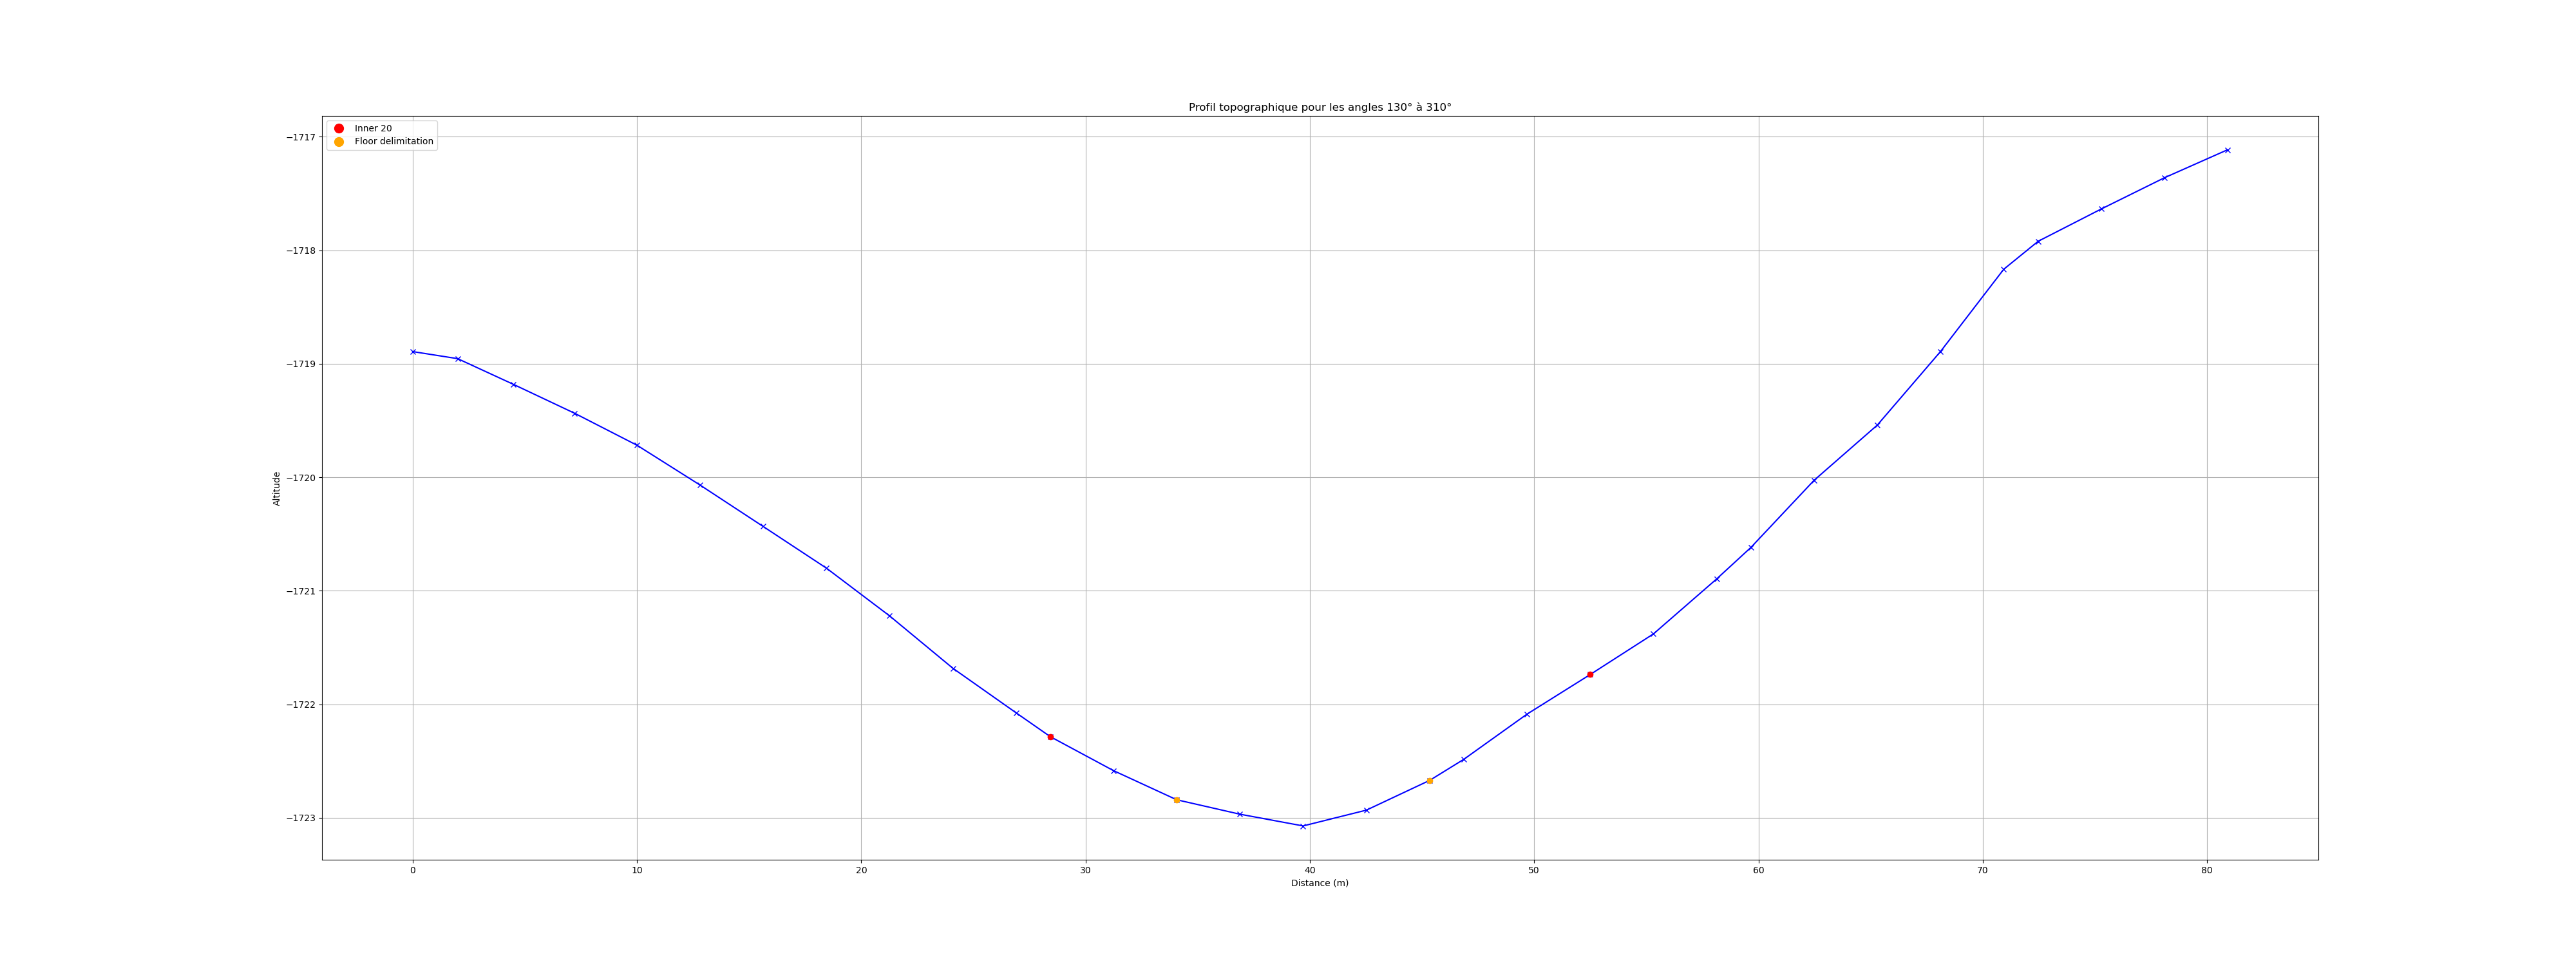 Profil topographique pour les angles 130° à 310°
Inner 20
Floor delimitation
−1717
−1718
−1719
−1720
−1721
−1722
−1723
Altitude
0 10 20 30 40 50 60 70 80
Distance (m)